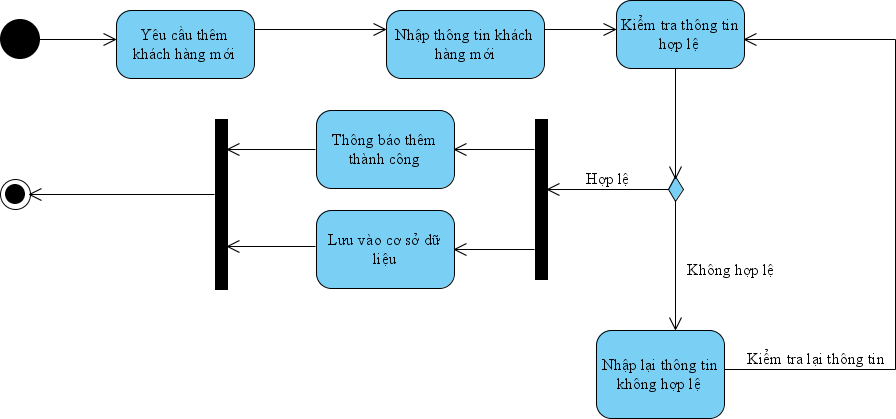 Yêu cầu thêm
khách hàng mới
Nhập thông tin khách
hàng mới
Kiểm tra thông tin
hợp lệ
Thông báo thêm
thành công
Hợp lệ
Lưu vào cơ sở dữ
liệu
Không hợp lệ
Nhập lại thông tin
không hợp lệ
Kiểm tra lại thông tin